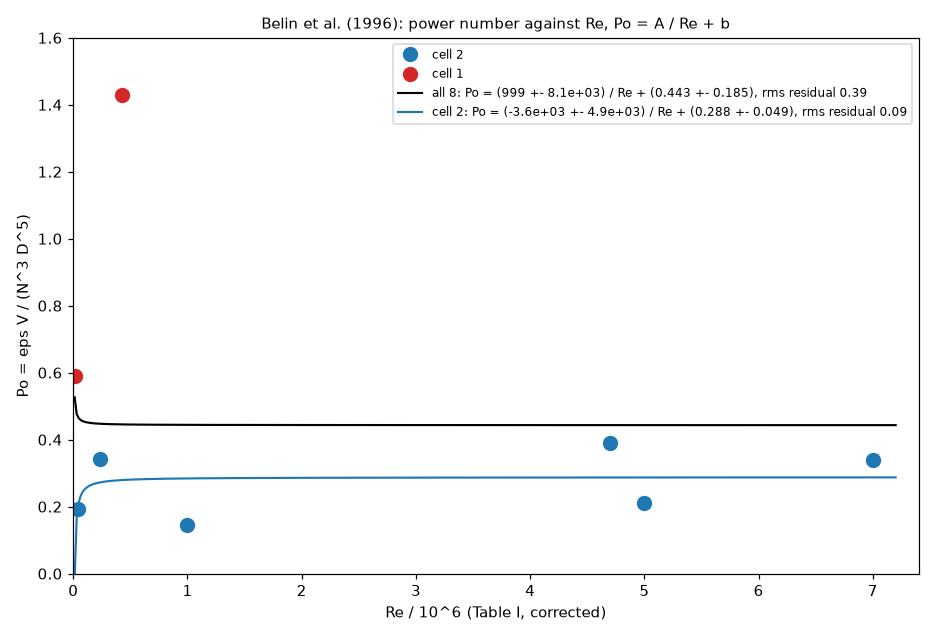 Belin et al. (1996): power number against Re, Po = A / Re + b
cell 2
cell 1
all 8: Po = (999 +- 8.1e+03) / Re + (0.443 +- 0.185), rms residual 0.39
cell 2: Po = (-3.6e+03 +- 4.9e+03) / Re + (0.288 +- 0.049), rms residual 0.09
Po = eps V / (N^3 D^5)
1.6
1.4
1.2
1.0
0.8
0.6
0.4
0.2
0.0
0 1 2 3 4 5 6 7
Re / 10^6 (Table I, corrected)